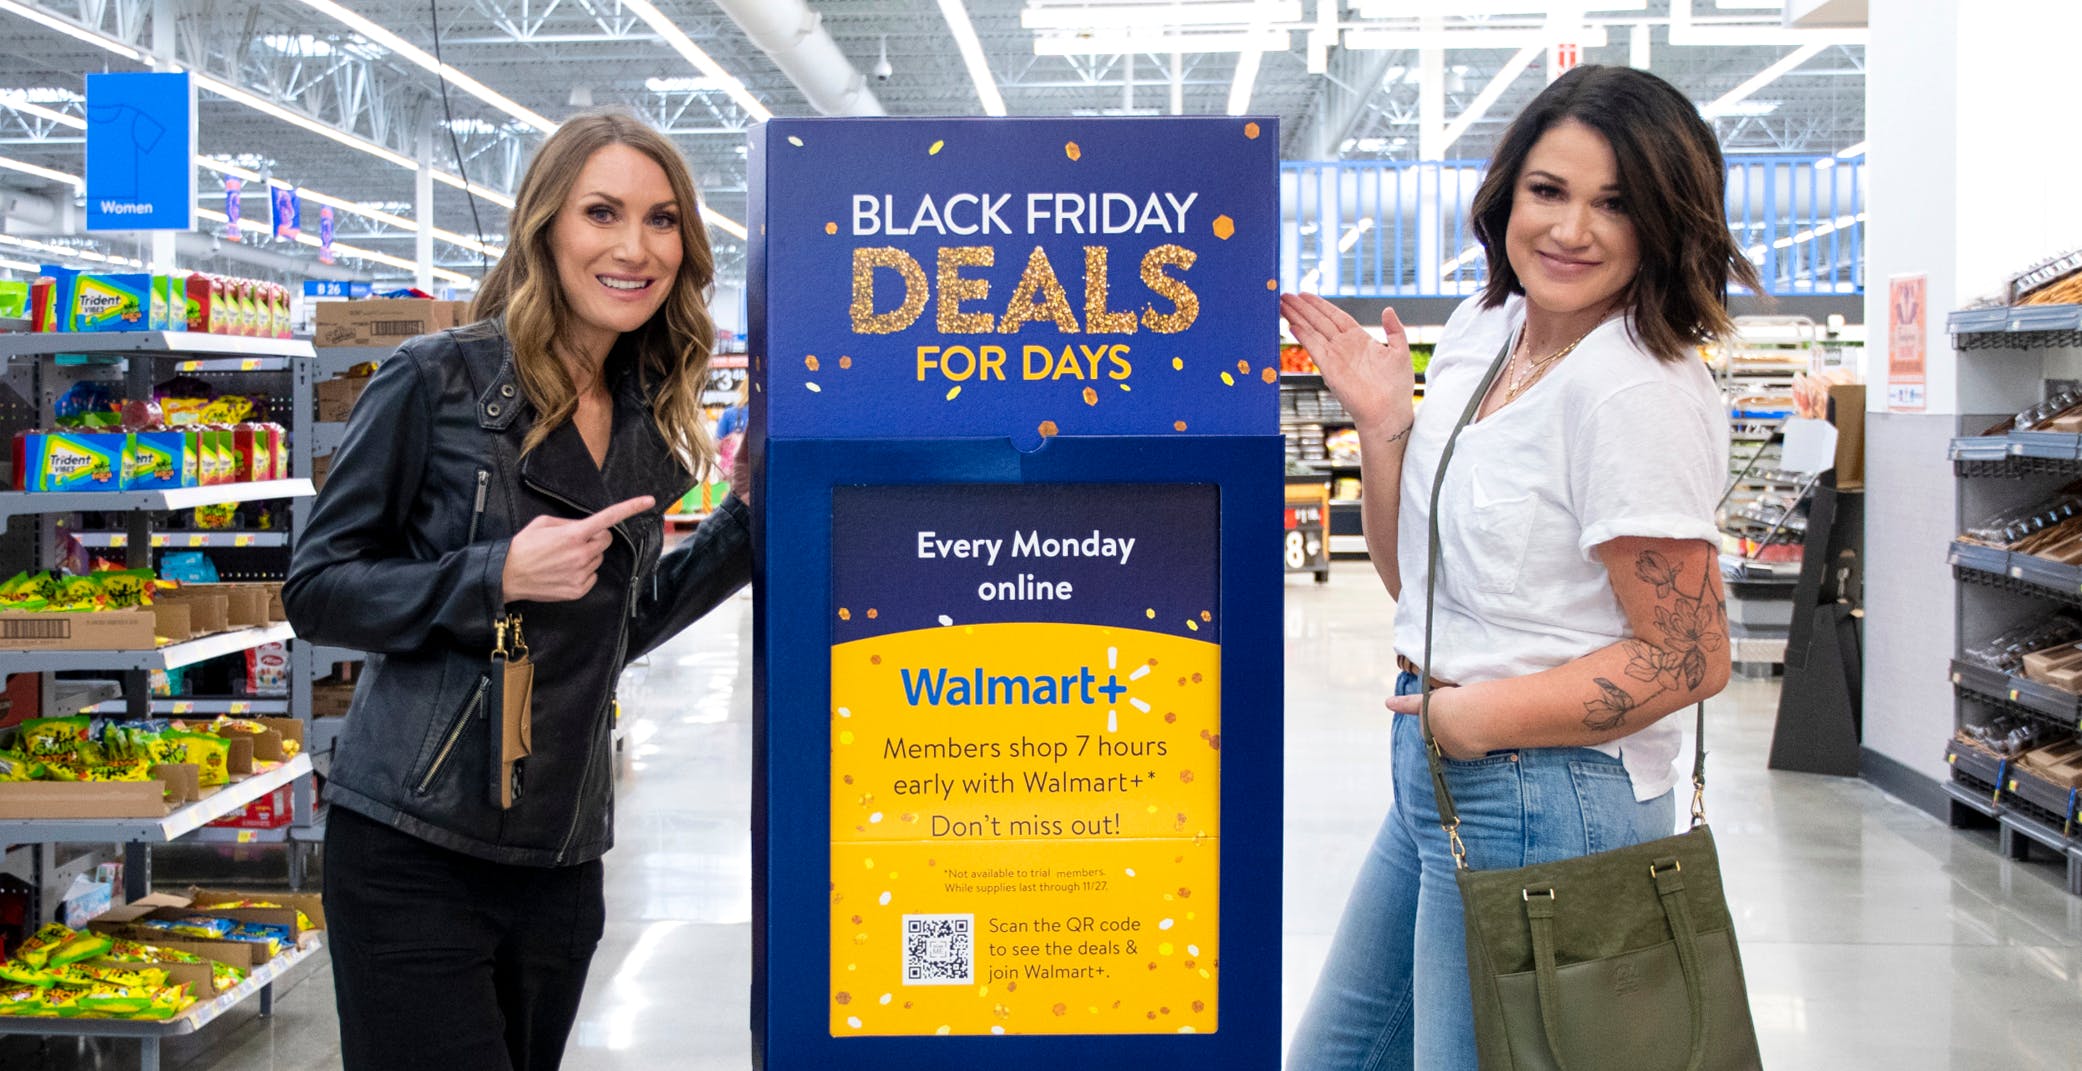 Women
B 26
Trident
VIBES
Trident
VIBES
BLACK FRIDAY
DEALS
FOR DAYS
Every Monday
online
Walmart+
Members shop 7 hours
early with Walmart+*
Don't miss out!
*Not available to trial members.
While supplies last through 11/27.
Scan the QR code
to see the deals &
join Walmart+.